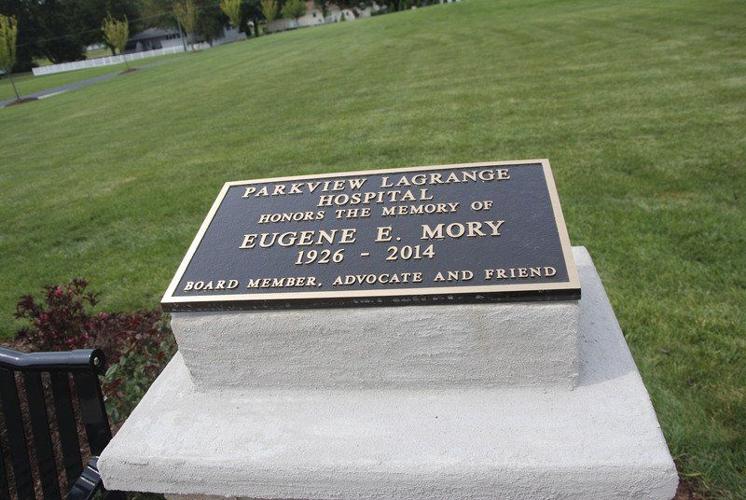 PARKVIEW LAGRANGE
HOSPITAL
HONORS THE MEMORY OF
EUGENE E. MORY
1926 - 2014
BOARD MEMBER, ADVOCATE AND FRIEND